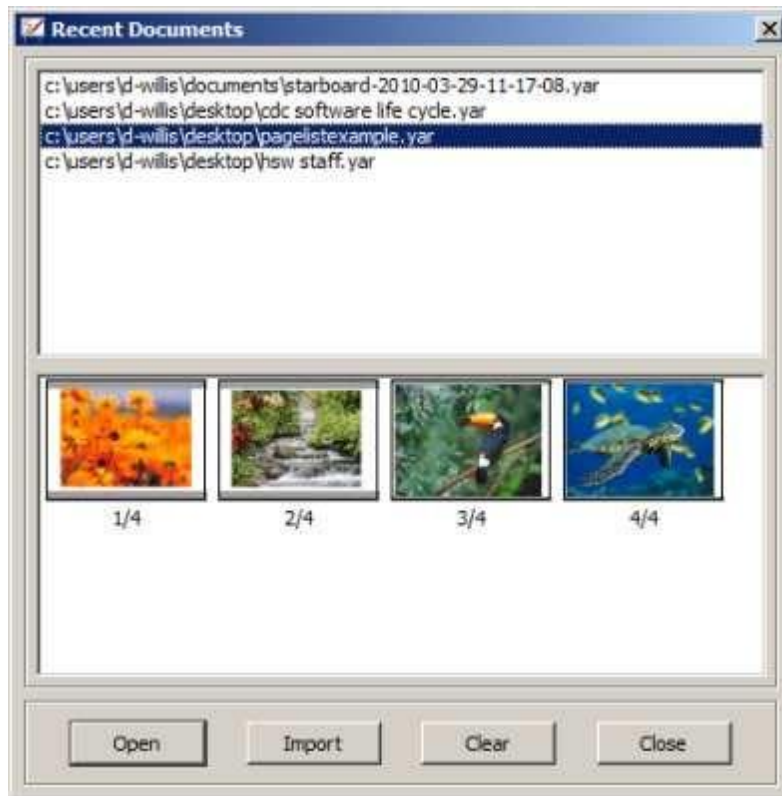 Recent Documents
c:\users\d-willis\documents\starboard-2010-03-29-11-17-08.yar
c:\users\d-willis\desktop\cdc software life cycle.yar
c:\users\d-willis\desktop\pagelistexample.yar
c:\users\d-willis\desktop\hsw staff.yar
1/4 2/4 3/4 4/4
Open Import Clear Close